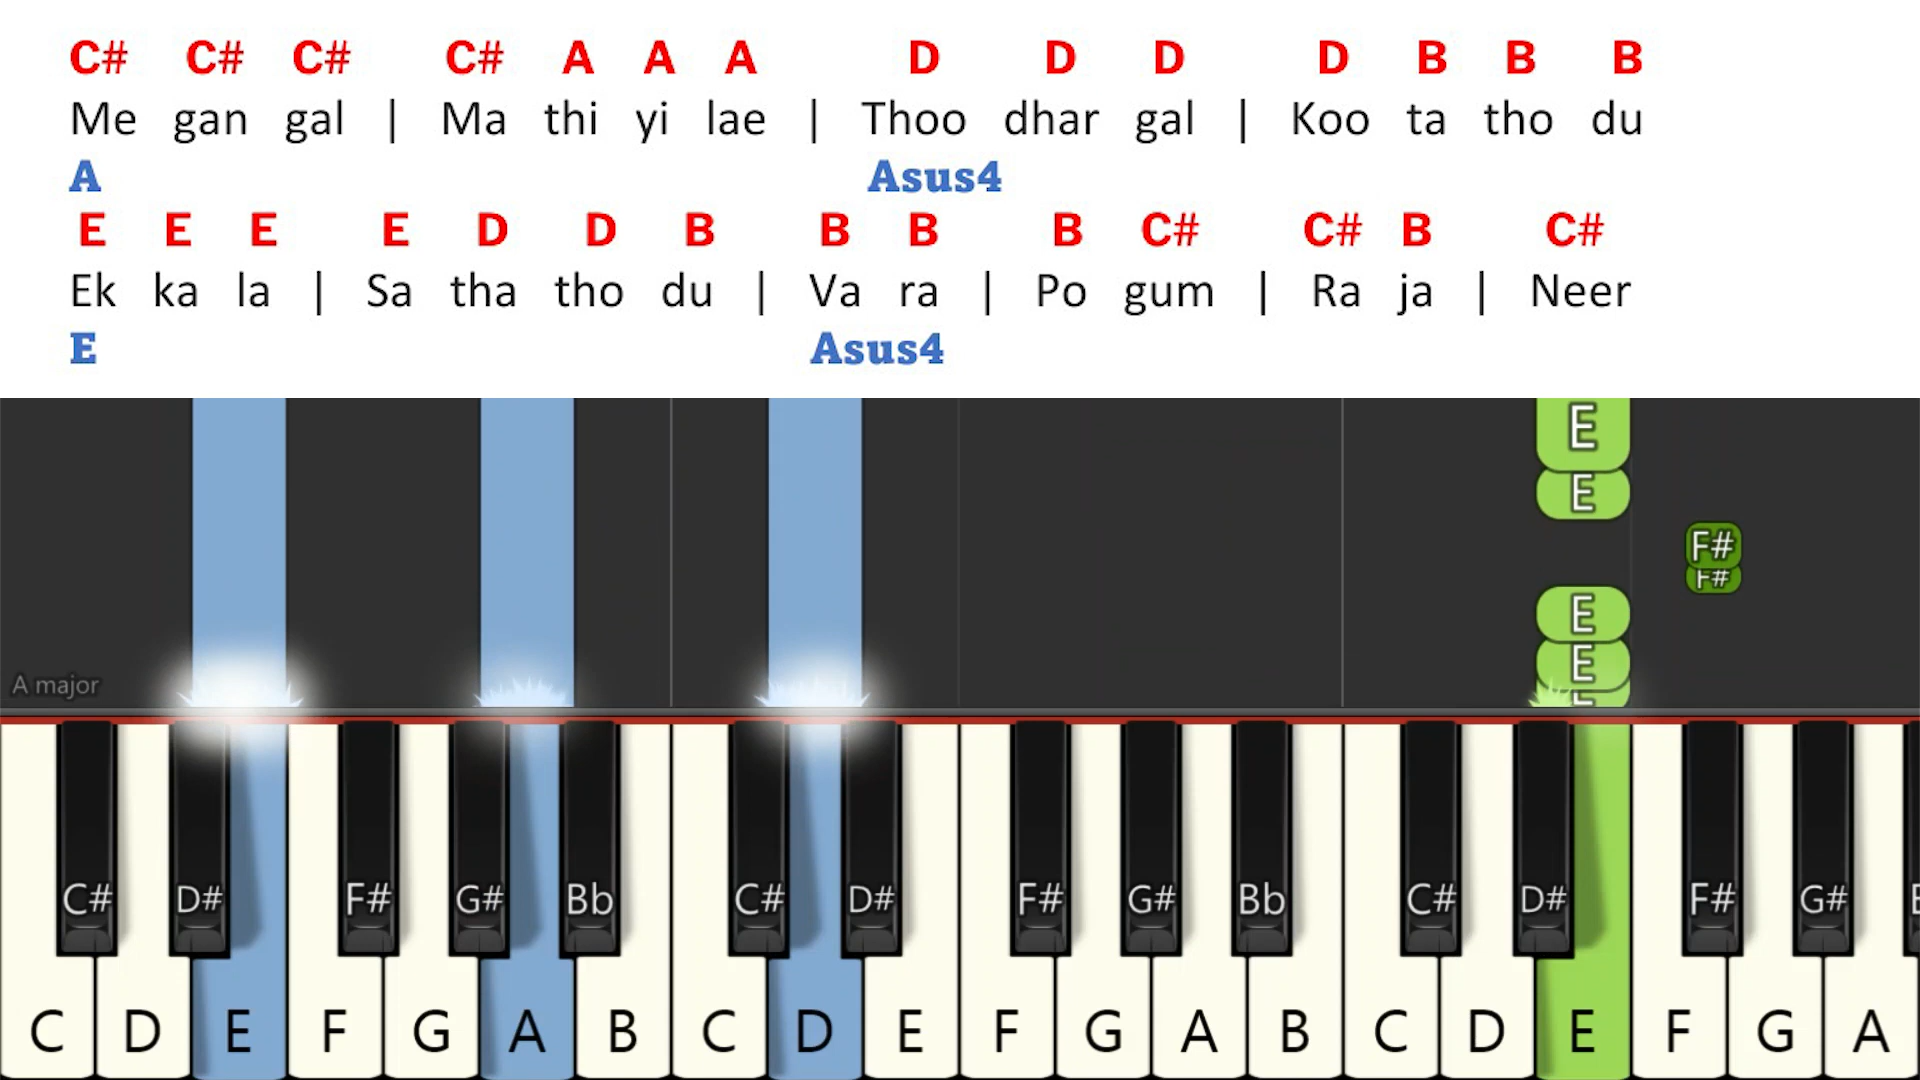 C# C# C# C# A A A D D D D B B B
Me gan gal | Ma thi yi lae | Thoo dhar gal | Koo ta tho du
A Asus4
E E E E D D B B B B C# C# B C#
Ek ka la | Sa tha tho du | Va ra | Po gum | Ra ja | Neer
E Asus4
E
E
F#
F#
E
E
E
A major
C# D# F# G# Bb C# D# F# G# Bb C# D# F# G#
C D E F G A B C D E F G A B C D E F G A